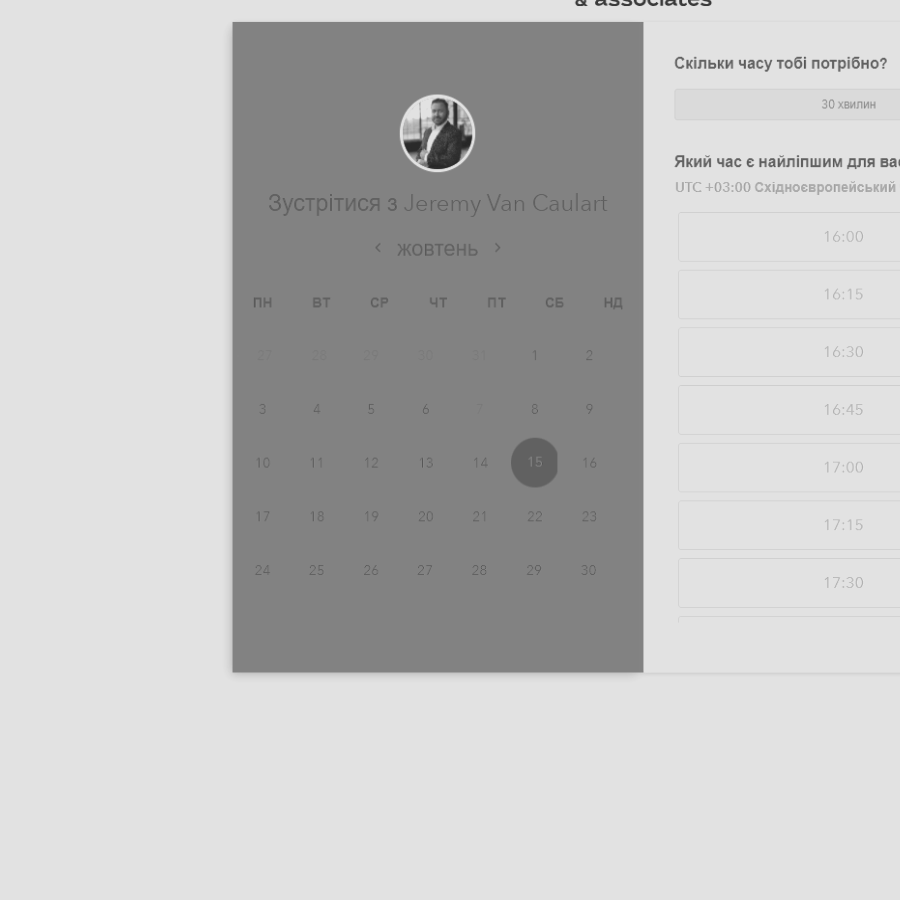 & associates
Зустрітися з Jeremy Van Caulart
жовтень
ПН ВТ СР ЧТ ПТ СБ НД
27 28 29 30 31 1 2
3 4 5 6 7 8 9
10 11 12 13 14 15 16
17 18 19 20 21 22 23
24 25 26 27 28 29 30
Скільки часу тобі потрібно?
30 хвилин
Який час є найліпшим для вас
UTC +03:00 Східноєвропейський
16:00
16:15
16:30
16:45
17:00
17:15
17:30